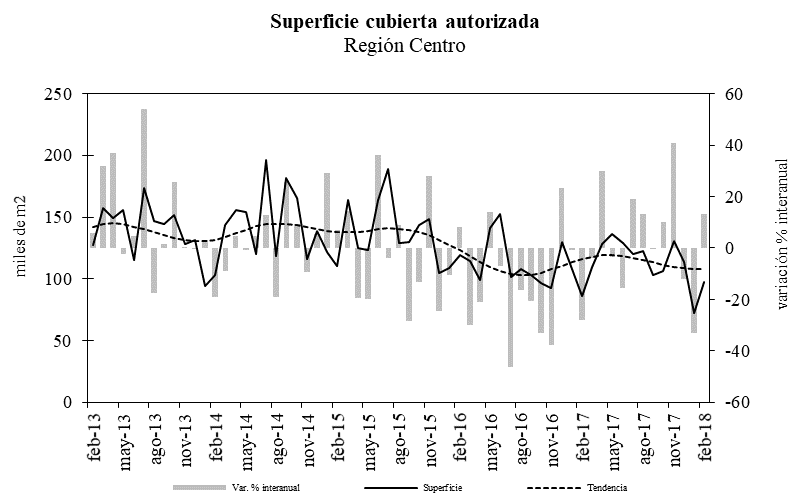 Superficie cubierta autorizada
Región Centro
250
200
150
100
50
0
miles de m2
60
40
20
0
-20
-40
-60
variación % interanual
feb-13
may-13
ago-13
nov-13
feb-14
may-14
ago-14
nov-14
feb-15
may-15
ago-15
nov-15
feb-16
may-16
ago-16
nov-16
feb-17
may-17
ago-17
nov-17
feb-18
Var. % interanual
Superficie
Tendencia